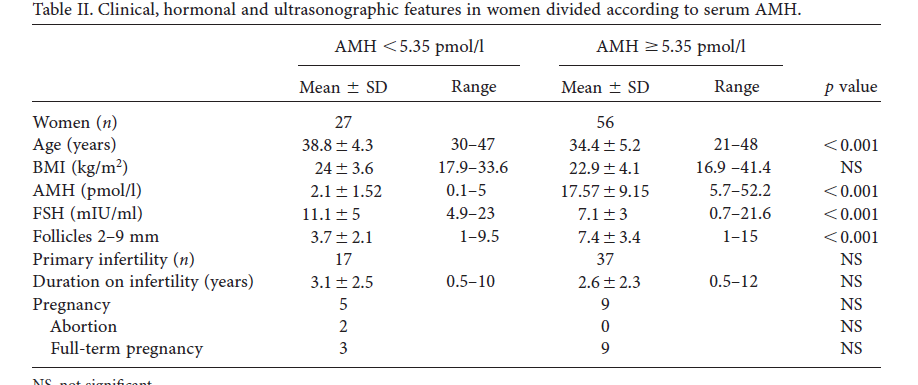 Table II. Clinical, hormonal and ultrasonographic features in women divided according to serum AMH.
AMH <5.35 pmol/l AMH ≥5.35 pmol/l
Mean ± SD Range Mean ± SD Range p value
Women (n) 27 56
Age (years) 38.8±4.3 30–47 34.4±5.2 21–48 <0.001
BMI (kg/m²) 24±3.6 17.9–33.6 22.9±4.1 16.9 –41.4 NS
AMH (pmol/l) 2.1±1.52 0.1–5 17.57±9.15 5.7–52.2 <0.001
FSH (mIU/ml) 11.1±5 4.9–23 7.1±3 0.7–21.6 <0.001
Follicles 2–9 mm 3.7±2.1 1–9.5 7.4±3.4 1–15 <0.001
Primary infertility (n) 17 37 NS
Duration on infertility (years) 3.1±2.5 0.5–10 2.6±2.3 0.5–12 NS
Pregnancy 5 9 NS
Abortion 2 0 NS
Full-term pregnancy 3 9 NS
NS, not significant